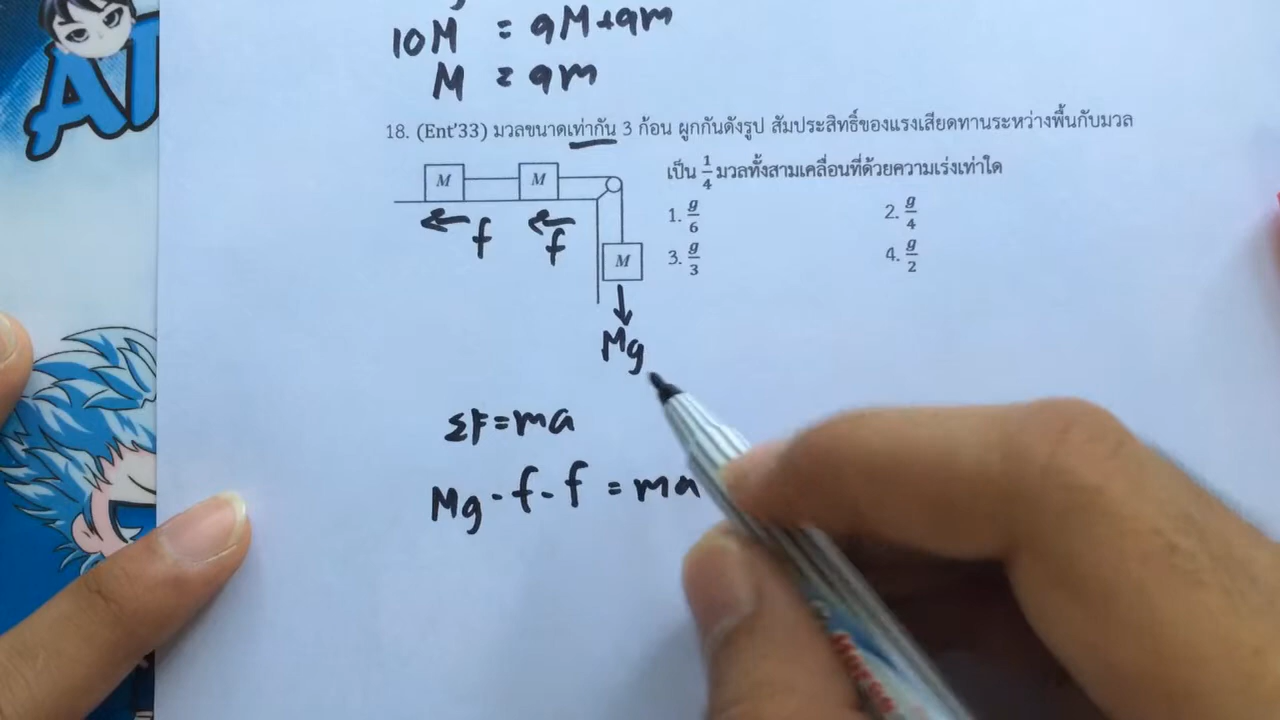 10M = 9M+9m
M = 9m
18. (Ent'33) มวลขนาดเท่ากัน 3 ก้อน ผูกกันดังรูป สัมประสิทธิ์ของแรงเสียดทานระหว่างพื้นกับมวล
เป็น 1/4 มวลทั้งสามเคลื่อนที่ด้วยความเร่งเท่าใด
M M
1. g/6 2. g/4
f f
M
3. g/3 4. g/2
Mg
ΣF=ma
Mg - f - f = ma